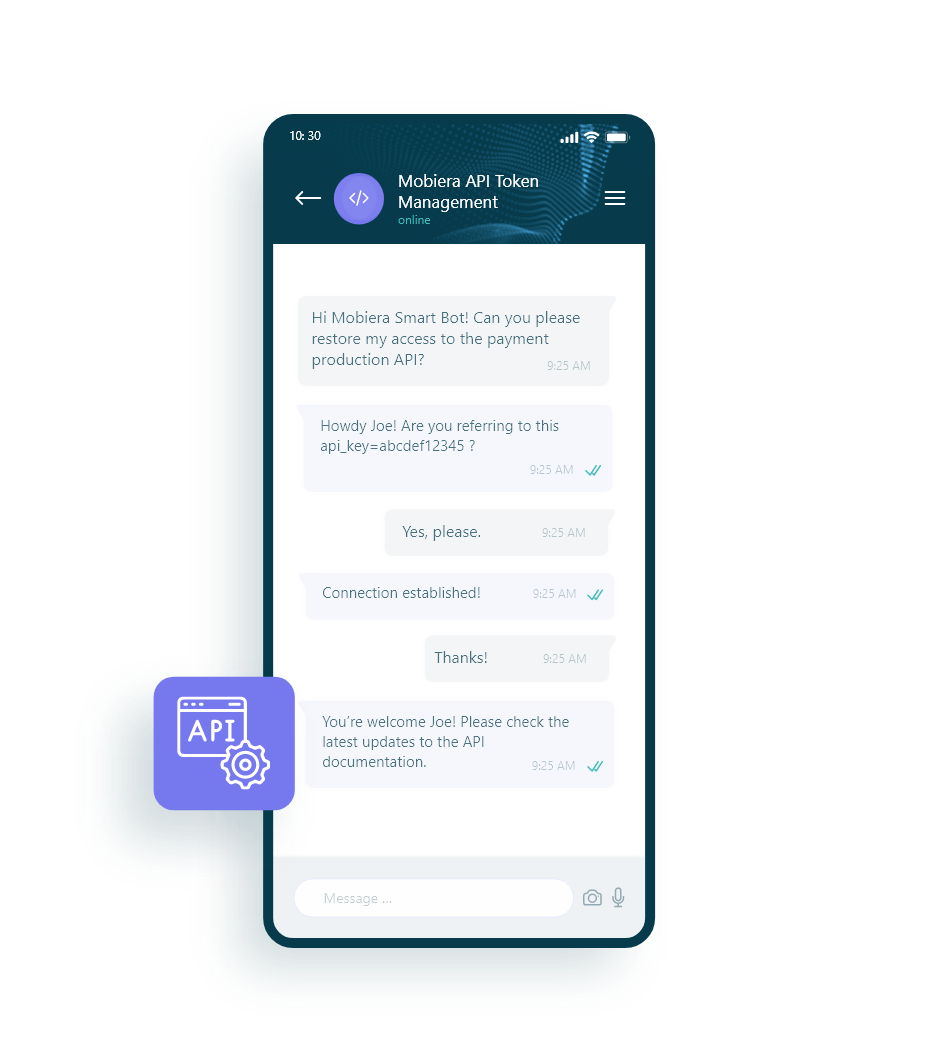 10: 30
Mobiera API Token
Management
online
Hi Mobiera Smart Bot! Can you please
restore my access to the payment
production API?
9:25 AM
Howdy Joe! Are you referring to this
api_key=abcdef12345 ?
9:25 AM
Yes, please.
9:25 AM
Connection established!
9:25 AM
Thanks!
9:25 AM
API
You’re welcome Joe! Please check the
latest updates to the API
documentation.
9:25 AM
Message ...